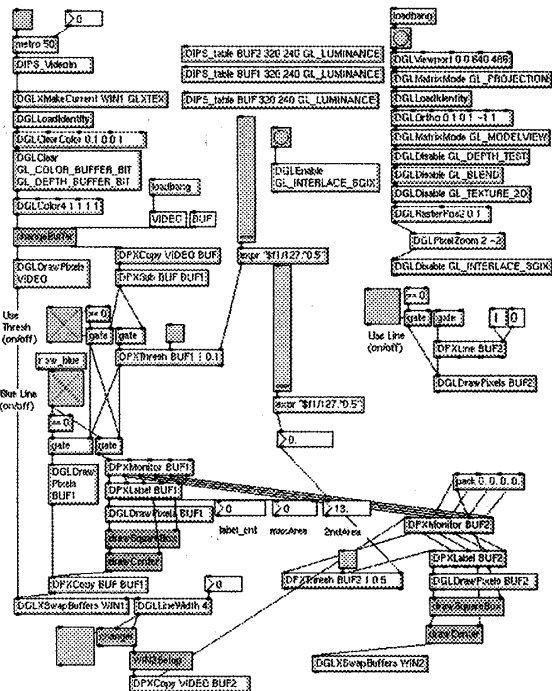 metro 50
0
DIPS_VideoIn
DGLXMakeCurrent WIN1 GLXTEX
DGLLoadIdentity
DGLClearColor 0.1 0.0 1
DGLClear
GL_COLOR_BUFFER_BIT
GL_DEPTH_BUFFER_BIT
DGLColor4 1 1 1 1
loadbang
VIDEO
BUF
changeBuffer
DGLDrawPixels
VIDEO
DPXCopy VIDEO BUF
DPXSub BUF BUF1
Use
Thresh
(on/off)
== 0
gate
gate
DPXThresh BUF1 1 0.1
Blue Line
(on/off)
== 0
gate
gate
DGLDraw
Pixels
BUF1
DPXMonitor BUF1
DPXLabel BUF1
DGLDrawPixels BUF1
drawSquareBox
drawCenter
DPXCopy BUF BUF1
DGLXSwapBuffers WIN1
DGLLineWidth 4
0
WIN2Setup
DPXCopy VIDEO BUF2
DIPS_table BUF2 320 240 GL_LUMINANCE
DIPS_table BUF1 320 240 GL_LUMINANCE
DIPS_table BUF 320 240 GL_LUMINANCE
DGLEnable
GL_INTERLACE_SGIX
expr "$f1/127.*0.5"
expr "$f1/127.*0.5"
0.
0
label_cnt
0
maxArea
13.
2ndArea
DPXThresh BUF2 1 0.5
loadbang
DGLViewport 0 0 640 486
DGLMatrixMode GL_PROJECTION
DGLLoadIdentity
DGLOrtho 0 1 0 1 -1 1
DGLMatrixMode GL_MODELVIEW
DGLDisable GL_DEPTH_TEST
DGLDisable GL_BLEND
DGLDisable GL_TEXTURE_2D
DGLRasterPos2 0 1
DGLPixelZoom 2 -2
DGLDisable GL_INTERLACE_SGIX
== 0
Use Line
(on/off)
gate
gate
1
0
DPXLine BUF2
DGLDrawPixels BUF2
pack 0. 0. 0. 0.
DPXMonitor BUF2
DPXLabel BUF2
DGLDrawPixels BUF2
drawSquareBox
drawCenter
DGLXSwapBuffers WIN2